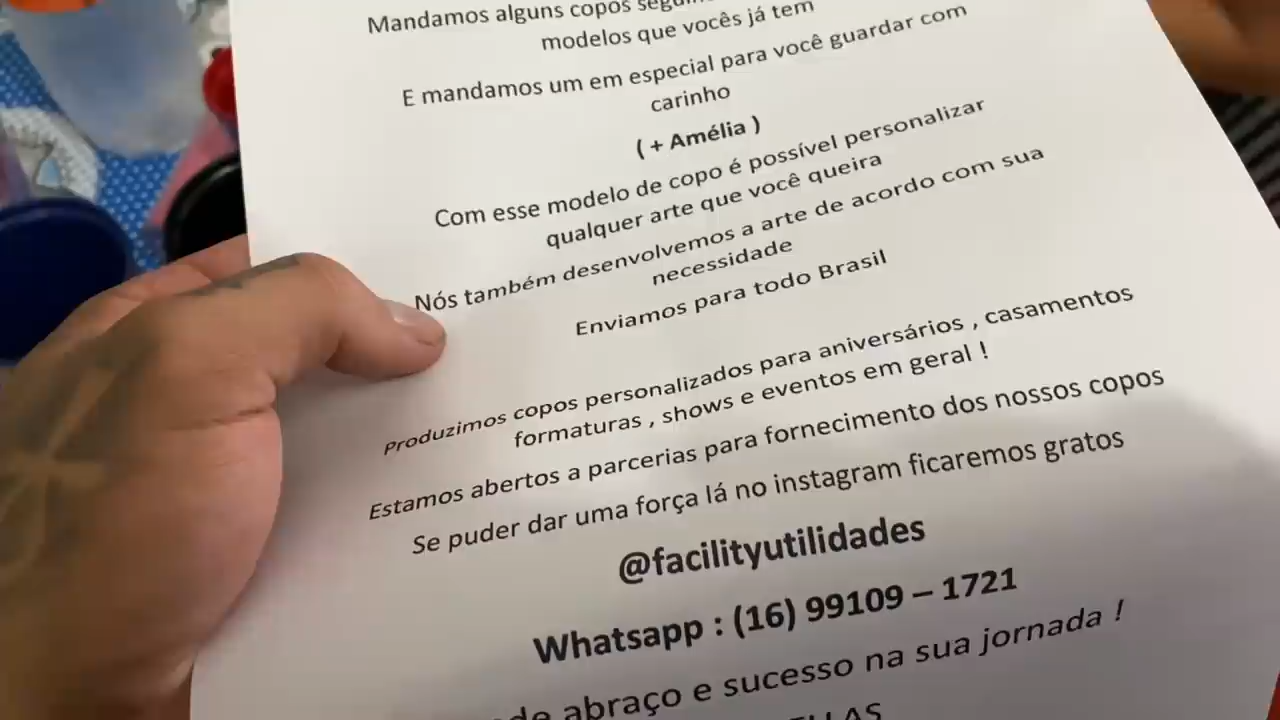 Mandamos alguns copos
modelos que vocês já tem
E mandamos um em especial para você guardar com
carinho
( + Amélia )
Com esse modelo de copo é possível personalizar
qualquer arte que você queira
Nós também desenvolvemos a arte de acordo com sua
necessidade
Enviamos para todo Brasil
Produzimos copos personalizados para aniversários , casamentos
formaturas , shows e eventos em geral !
Estamos abertos a parcerias para fornecimento dos nossos copos
Se puder dar uma força lá no instagram ficaremos gratos
@facilityutilidades
Whatsapp : (16) 99109 – 1721
abraço e sucesso na sua jornada !